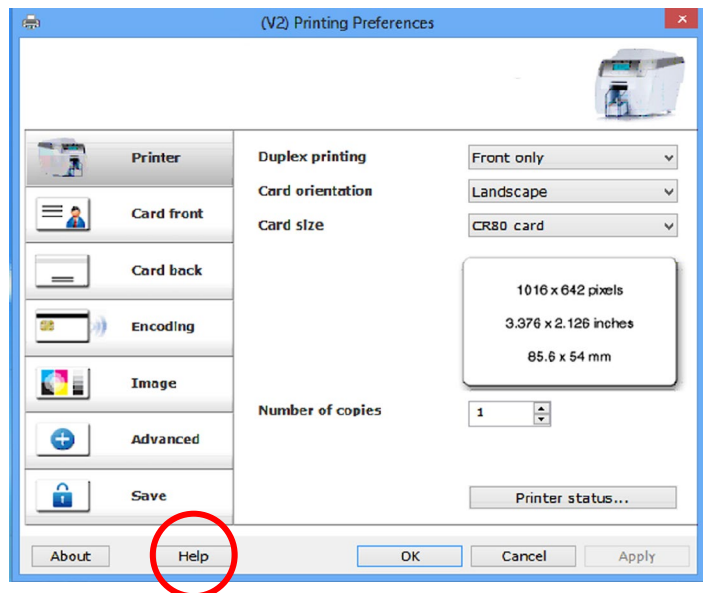 (V2) Printing Preferences
Printer
Card front
Card back
Encoding
Image
Advanced
Save
Duplex printing
Front only
Card orientation
Landscape
Card size
CR80 card
1016 x 642 pixels
3.376 x 2.126 inches
85.6 x 54 mm
Number of copies
1
Printer status...
About
Help
OK
Cancel
Apply